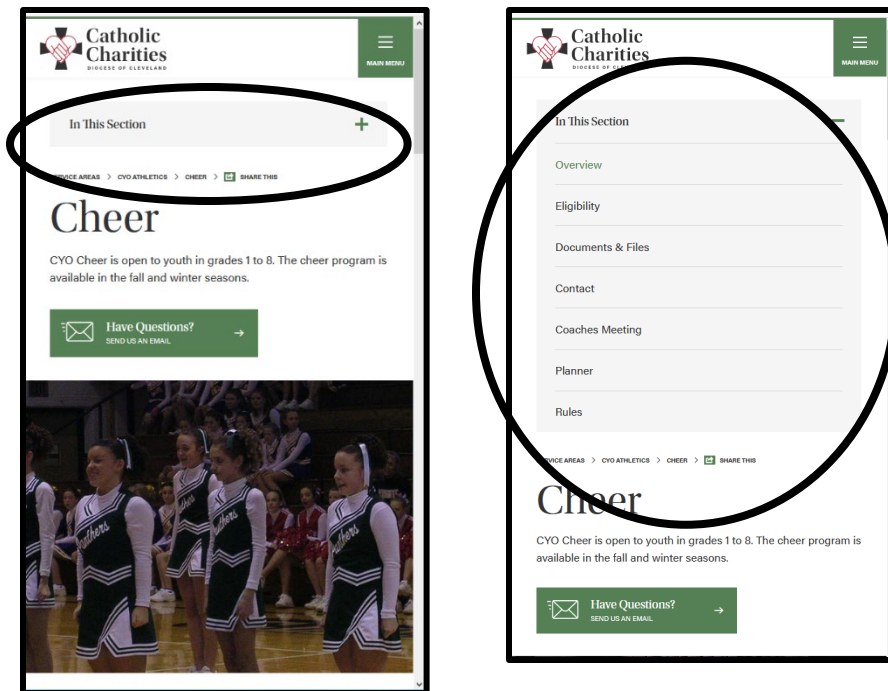 Catholic
Charities
DIOCESE OF CLEVELAND
MAIN MENU
In This Section
AREAS > CYO ATHLETICS > CHEER > SHARE THIS
Cheer
CYO Cheer is open to youth in grades 1 to 8. The cheer program is
available in the fall and winter seasons.
Have Questions?
SEND US AN EMAIL
Panthers
Panthers
Catholic
Charities
DIOCESE OF
MAIN MENU
In This Section
Overview
Eligibility
Documents & Files
Contact
Coaches Meeting
Planner
Rules
AREAS > CYO ATHLETICS > CHEER > SHARE THIS
Cheer
CYO Cheer is open to youth in grades 1 to 8. The cheer program is
available in the fall and winter seasons.
Have Questions?
SEND US AN EMAIL